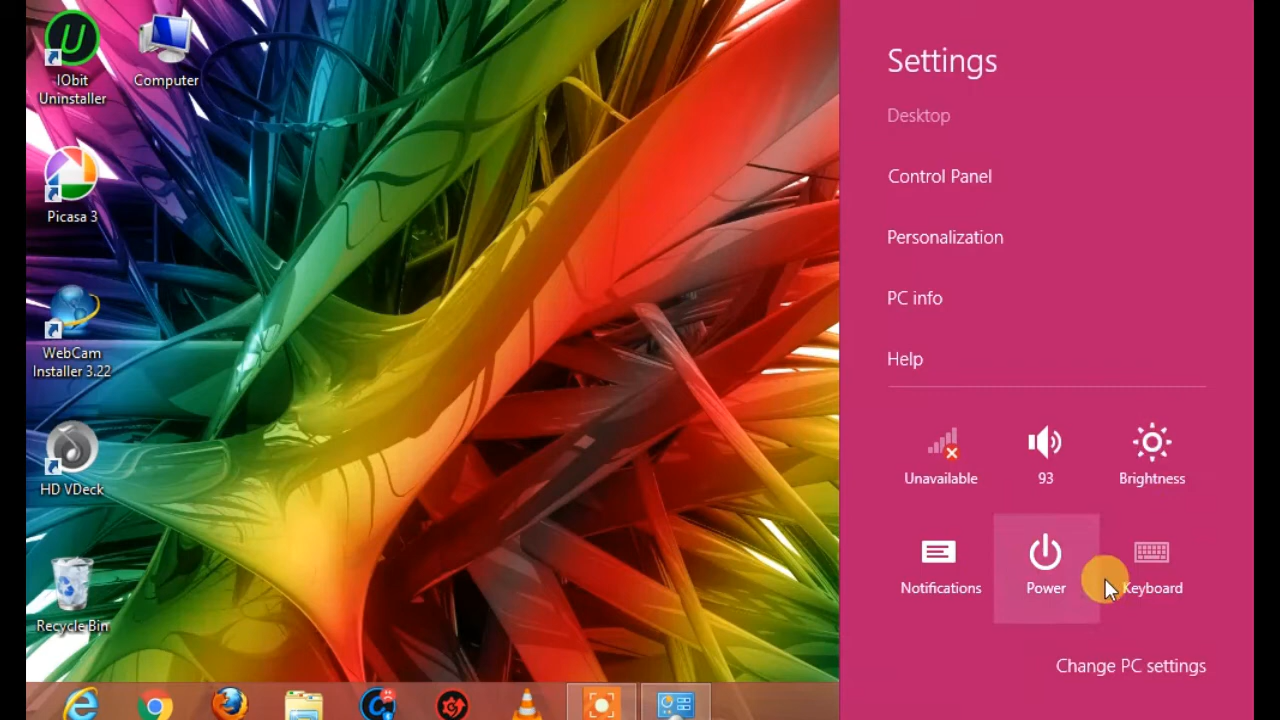 IObit
Uninstaller
Computer
Picasa 3
WebCam
Installer 3.22
HD VDeck
Recycle Bin
Settings
Desktop
Control Panel
Personalization
PC info
Help
Unavailable
93
Brightness
Notifications
Power
Keyboard
Change PC settings